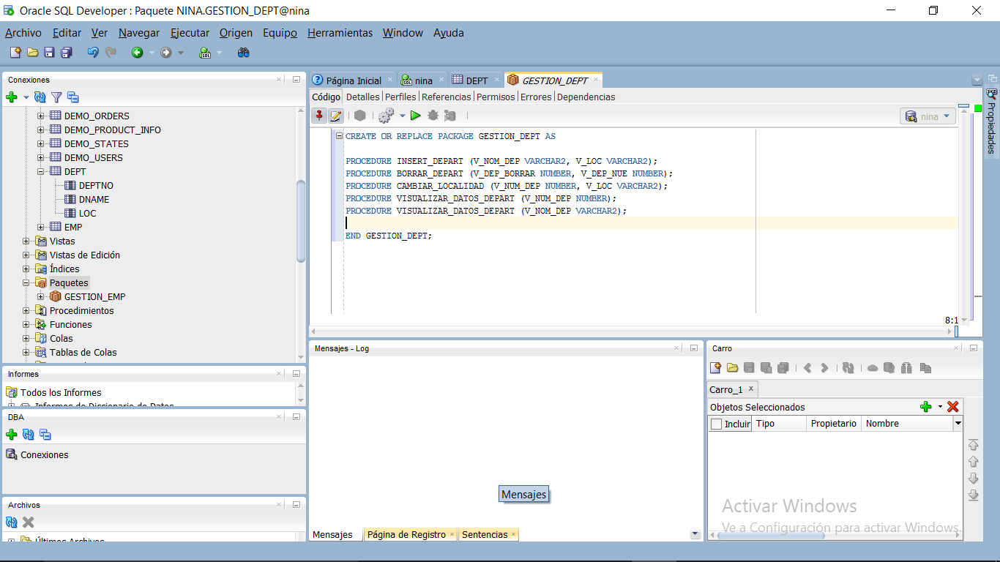 Oracle SQL Developer : Paquete NINA.GESTION_DEPT@nina
Archivo Editar Ver Navegar Ejecutar Origen Equipo Herramientas Window Ayuda
Conexiones
DEMO_ORDERS
DEMO_PRODUCT_INFO
DEMO_STATES
DEMO_USERS
DEPT
DEPTNO
DNAME
LOC
EMP
Vistas
Vistas de Edición
Índices
Paquetes
GESTION_EMP
Procedimientos
Funciones
Colas
Tablas de Colas
Informes
Todos los Informes
Informes de Diccionario de Datos
DBA
Conexiones
Archivos
Últimos Archivos
Página Inicial nina DEPT GESTION_DEPT
Código Detalles Perfiles Referencias Permisos Errores Dependencias
nina
CREATE OR REPLACE PACKAGE GESTION_DEPT AS
PROCEDURE INSERT_DEPART (V_NOM_DEP VARCHAR2, V_LOC VARCHAR2);
PROCEDURE BORRAR_DEPART (V_DEP_BORRAR NUMBER, V_DEP_NUE NUMBER);
PROCEDURE CAMBIAR_LOCALIDAD (V_NUM_DEP NUMBER, V_LOC VARCHAR2);
PROCEDURE VISUALIZAR_DATOS_DEPART (V_NUM_DEP NUMBER);
PROCEDURE VISUALIZAR_DATOS_DEPART (V_NOM_DEP VARCHAR2);
END GESTION_DEPT;
8:1
Propiedades
Mensajes - Log
Mensajes
Mensajes Página de Registro Sentencias
Carro
Carro_1
Objetos Seleccionados
Incluir Tipo Propietario Nombre
Activar Windows
Ve a Configuración para activar Windows.